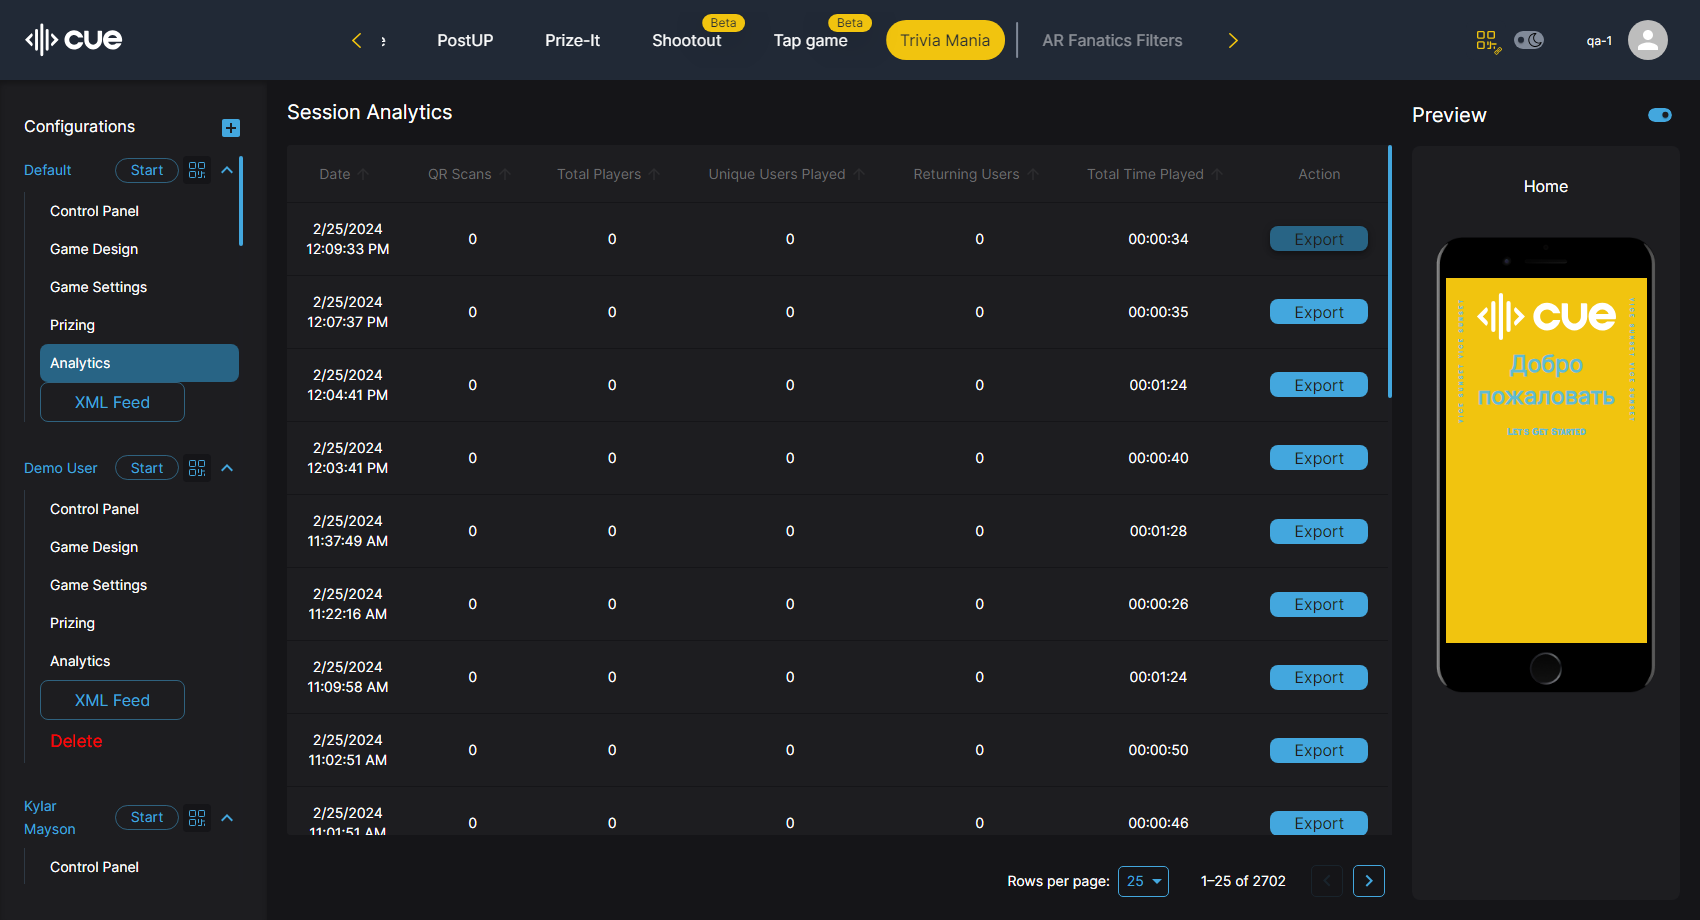 cue
PostUP
Prize-It
Beta
Shootout
Beta
Tap game
Trivia Mania
AR Fanatics Filters
qa-1
Configurations
Default
Start
Control Panel
Game Design
Game Settings
Prizing
Analytics
XML Feed
Demo User
Start
Control Panel
Game Design
Game Settings
Prizing
Analytics
XML Feed
Delete
Kylar
Mayson
Start
Control Panel
Session Analytics
Date QR Scans Total Players Unique Users Played Returning Users Total Time Played Action
2/25/2024
12:09:33 PM 0 0 0 0 00:00:34 Export
2/25/2024
12:07:37 PM 0 0 0 0 00:00:35 Export
2/25/2024
12:04:41 PM 0 0 0 0 00:01:24 Export
2/25/2024
12:03:41 PM 0 0 0 0 00:00:40 Export
2/25/2024
11:37:49 AM 0 0 0 0 00:01:28 Export
2/25/2024
11:22:16 AM 0 0 0 0 00:00:26 Export
2/25/2024
11:09:58 AM 0 0 0 0 00:01:24 Export
2/25/2024
11:02:51 AM 0 0 0 0 00:00:50 Export
2/25/2024
11:01:51 AM 0 0 0 0 00:00:46 Export
Rows per page: 25 1–25 of 2702
Preview
Home
cue
Добро
пожаловать
Let's Get Started